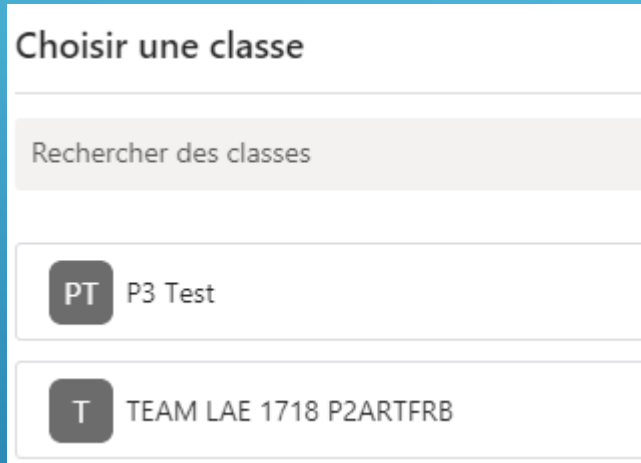 Choisir une classe
Rechercher des classes
PT P3 Test
T TEAM LAE 1718 P2ARTFRB